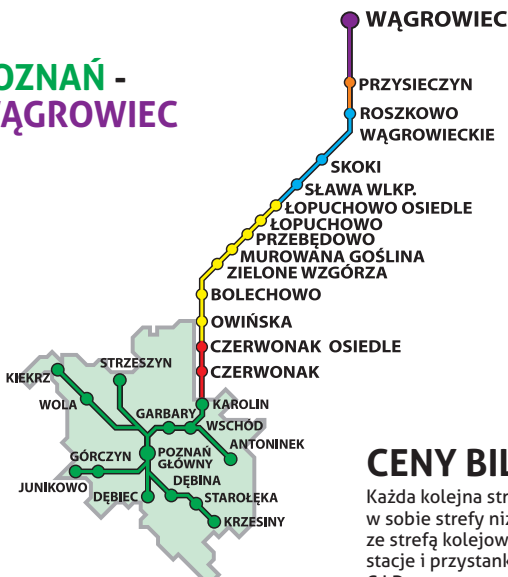 WĄGROWIEC
OZNAŃ -
ĄGROWIEC
PRZYSIECZYN
ROSZKOWO
WĄGROWIECKIE
SKOKI
SŁAWA WLKP.
ŁOPUCHOWO OSIEDLE
ŁOPUCHOWO
PRZEBĘDOWO
MUROWANA GOŚLINA
ZIELONE WZGÓRZA
BOLECHOWO
OWIŃSKA
CZERWONAK OSIEDLE
CZERWONAK
STRZESZYN
KIEKRZ
WOLA
KAROLIN
GARBARY
WSCHÓD
ANTONINEK
GÓRCZYN
POZNAŃ
GŁÓWNY
JUNIKOWO
DĘBINA
DĘBIEC
STAROŁĘKA
KRZESINY
CENY BIL
Każda kolejna str
w sobie strefy niż
ze strefą kolejow
stacje i przystank